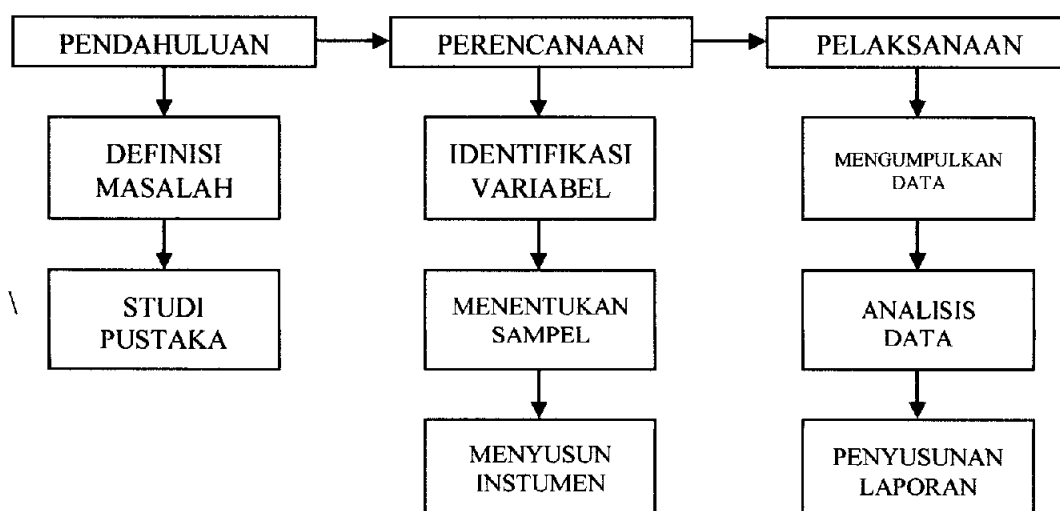 PENDAHULUAN
PERENCANAAN
PELAKSANAAN
DEFINISI
MASALAH
IDENTIFIKASI
VARIABEL
MENGUMPULKAN
DATA
\
STUDI
PUSTAKA
MENENTUKAN
SAMPEL
ANALISIS
DATA
MENYUSUN
INSTUMEN
PENYUSUNAN
LAPORAN